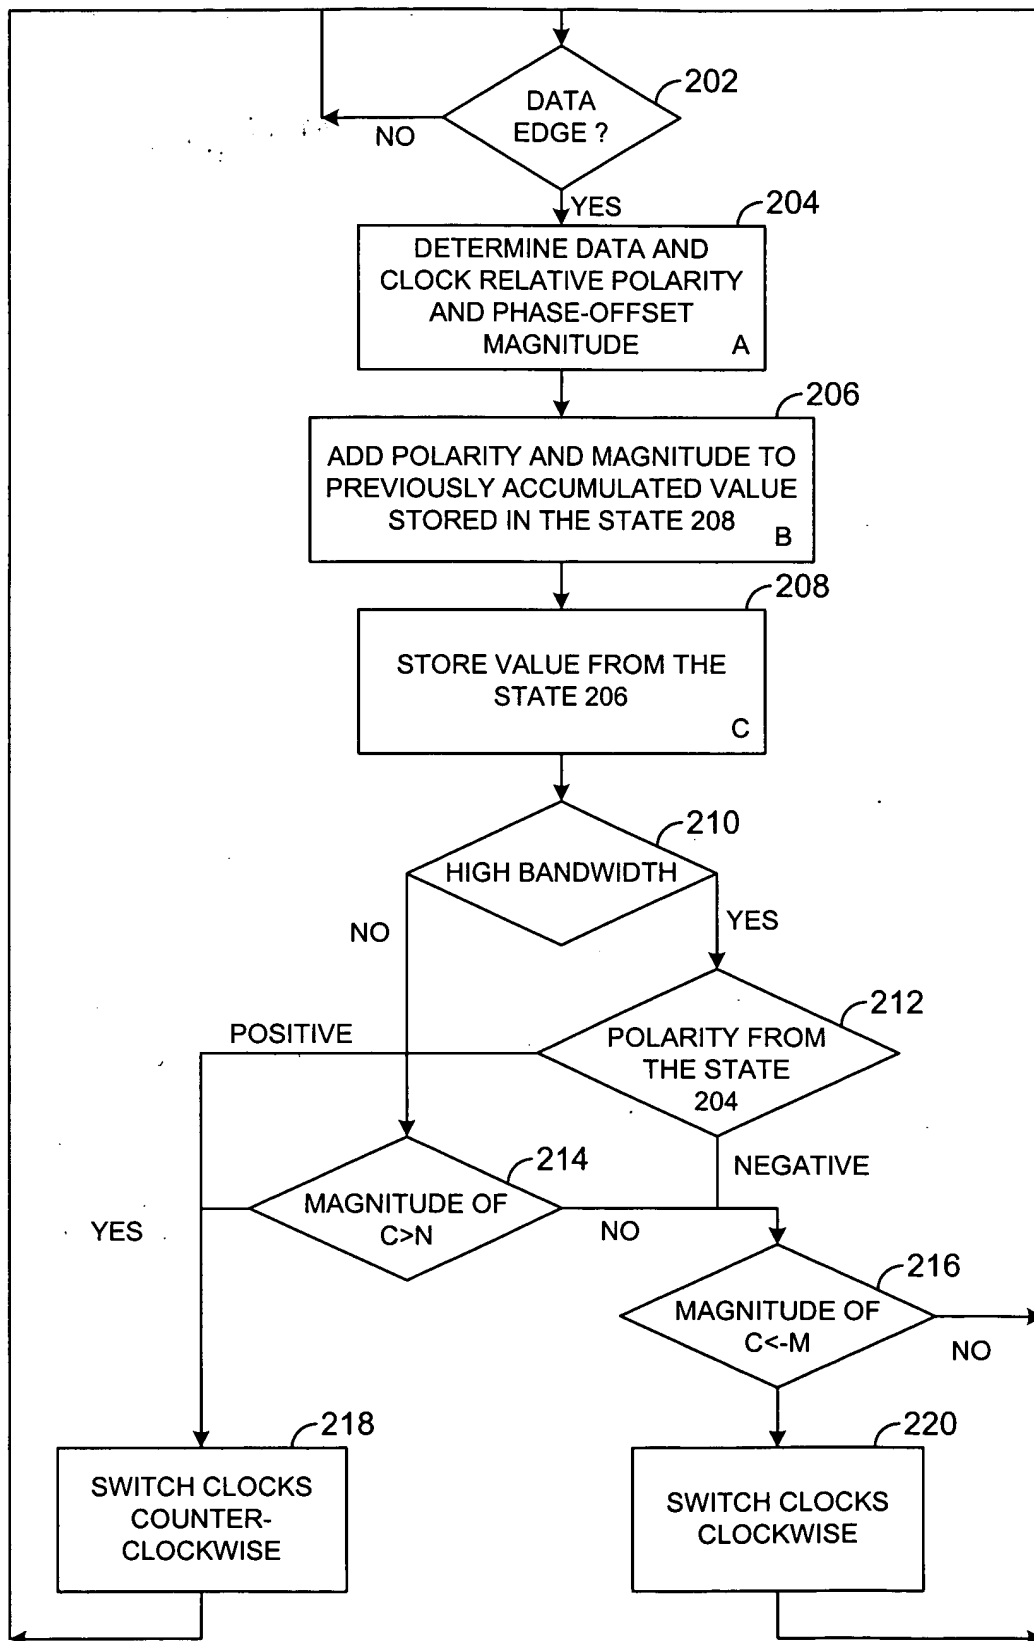 202
DATA
EDGE ?
NO
YES
204
DETERMINE DATA AND
CLOCK RELATIVE POLARITY
AND PHASE-OFFSET
MAGNITUDE
A
206
ADD POLARITY AND MAGNITUDE TO
PREVIOUSLY ACCUMULATED VALUE
STORED IN THE STATE 208
B
208
STORE VALUE FROM THE
STATE 206
C
210
HIGH BANDWIDTH
NO
YES
212
POSITIVE
POLARITY FROM
THE STATE
204
NEGATIVE
214
MAGNITUDE OF
C>N
YES
NO
216
MAGNITUDE OF
C<-M
NO
218
SWITCH CLOCKS
COUNTER-
CLOCKWISE
220
SWITCH CLOCKS
CLOCKWISE